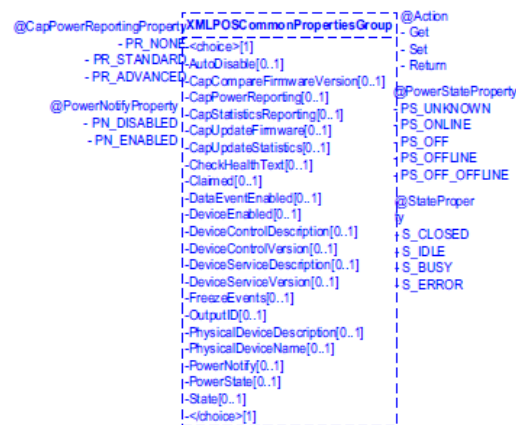 @CapPowerReportingProperty
- PR_NONE
- PR_STANDARD
- PR_ADVANCED
@PowerNotifyProperty
- PN_DISABLED
- PN_ENABLED
XMLPOSCommonPropertiesGroup
-<choice>[1]
-AutoDisable[0..1]
-CapCompareFirmwareVersion[0..1]
-CapPowerReporting[0..1]
-CapStatisticsReporting[0..1]
-CapUpdateFirmware[0..1]
-CapUpdateStatistics[0..1]
-CheckHealthText[0..1]
-Claimed[0..1]
-DataEventEnabled[0..1]
-DeviceEnabled[0..1]
-DeviceControlDescription[0..1]
-DeviceControlVersion[0..1]
-DeviceServiceDescription[0..1]
-DeviceServiceVersion[0..1]
-FreezeEvents[0..1]
-OutputID[0..1]
-PhysicalDeviceDescription[0..1]
-PhysicalDeviceName[0..1]
-PowerNotify[0..1]
-PowerState[0..1]
-State[0..1]
-</choice>[1]
@Action
- Get
- Set
- Return
@PowerStateProperty
- PS_UNKNOWN
- PS_ONLINE
- PS_OFF
- PS_OFFLINE
- PS_OFF_OFFLINE
@StateProper
ty
- S_CLOSED
- S_IDLE
- S_BUSY
- S_ERROR